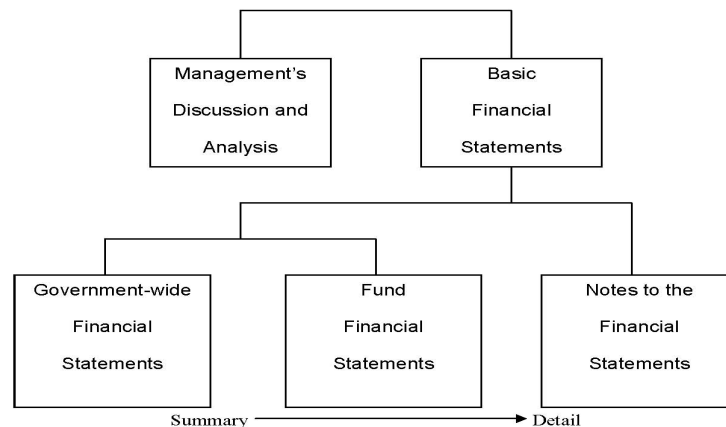 Management's
Discussion and
Analysis
Basic
Financial
Statements
Government-wide
Financial
Statements
Fund
Financial
Statements
Notes to the
Financial
Statements
Summary
Detail